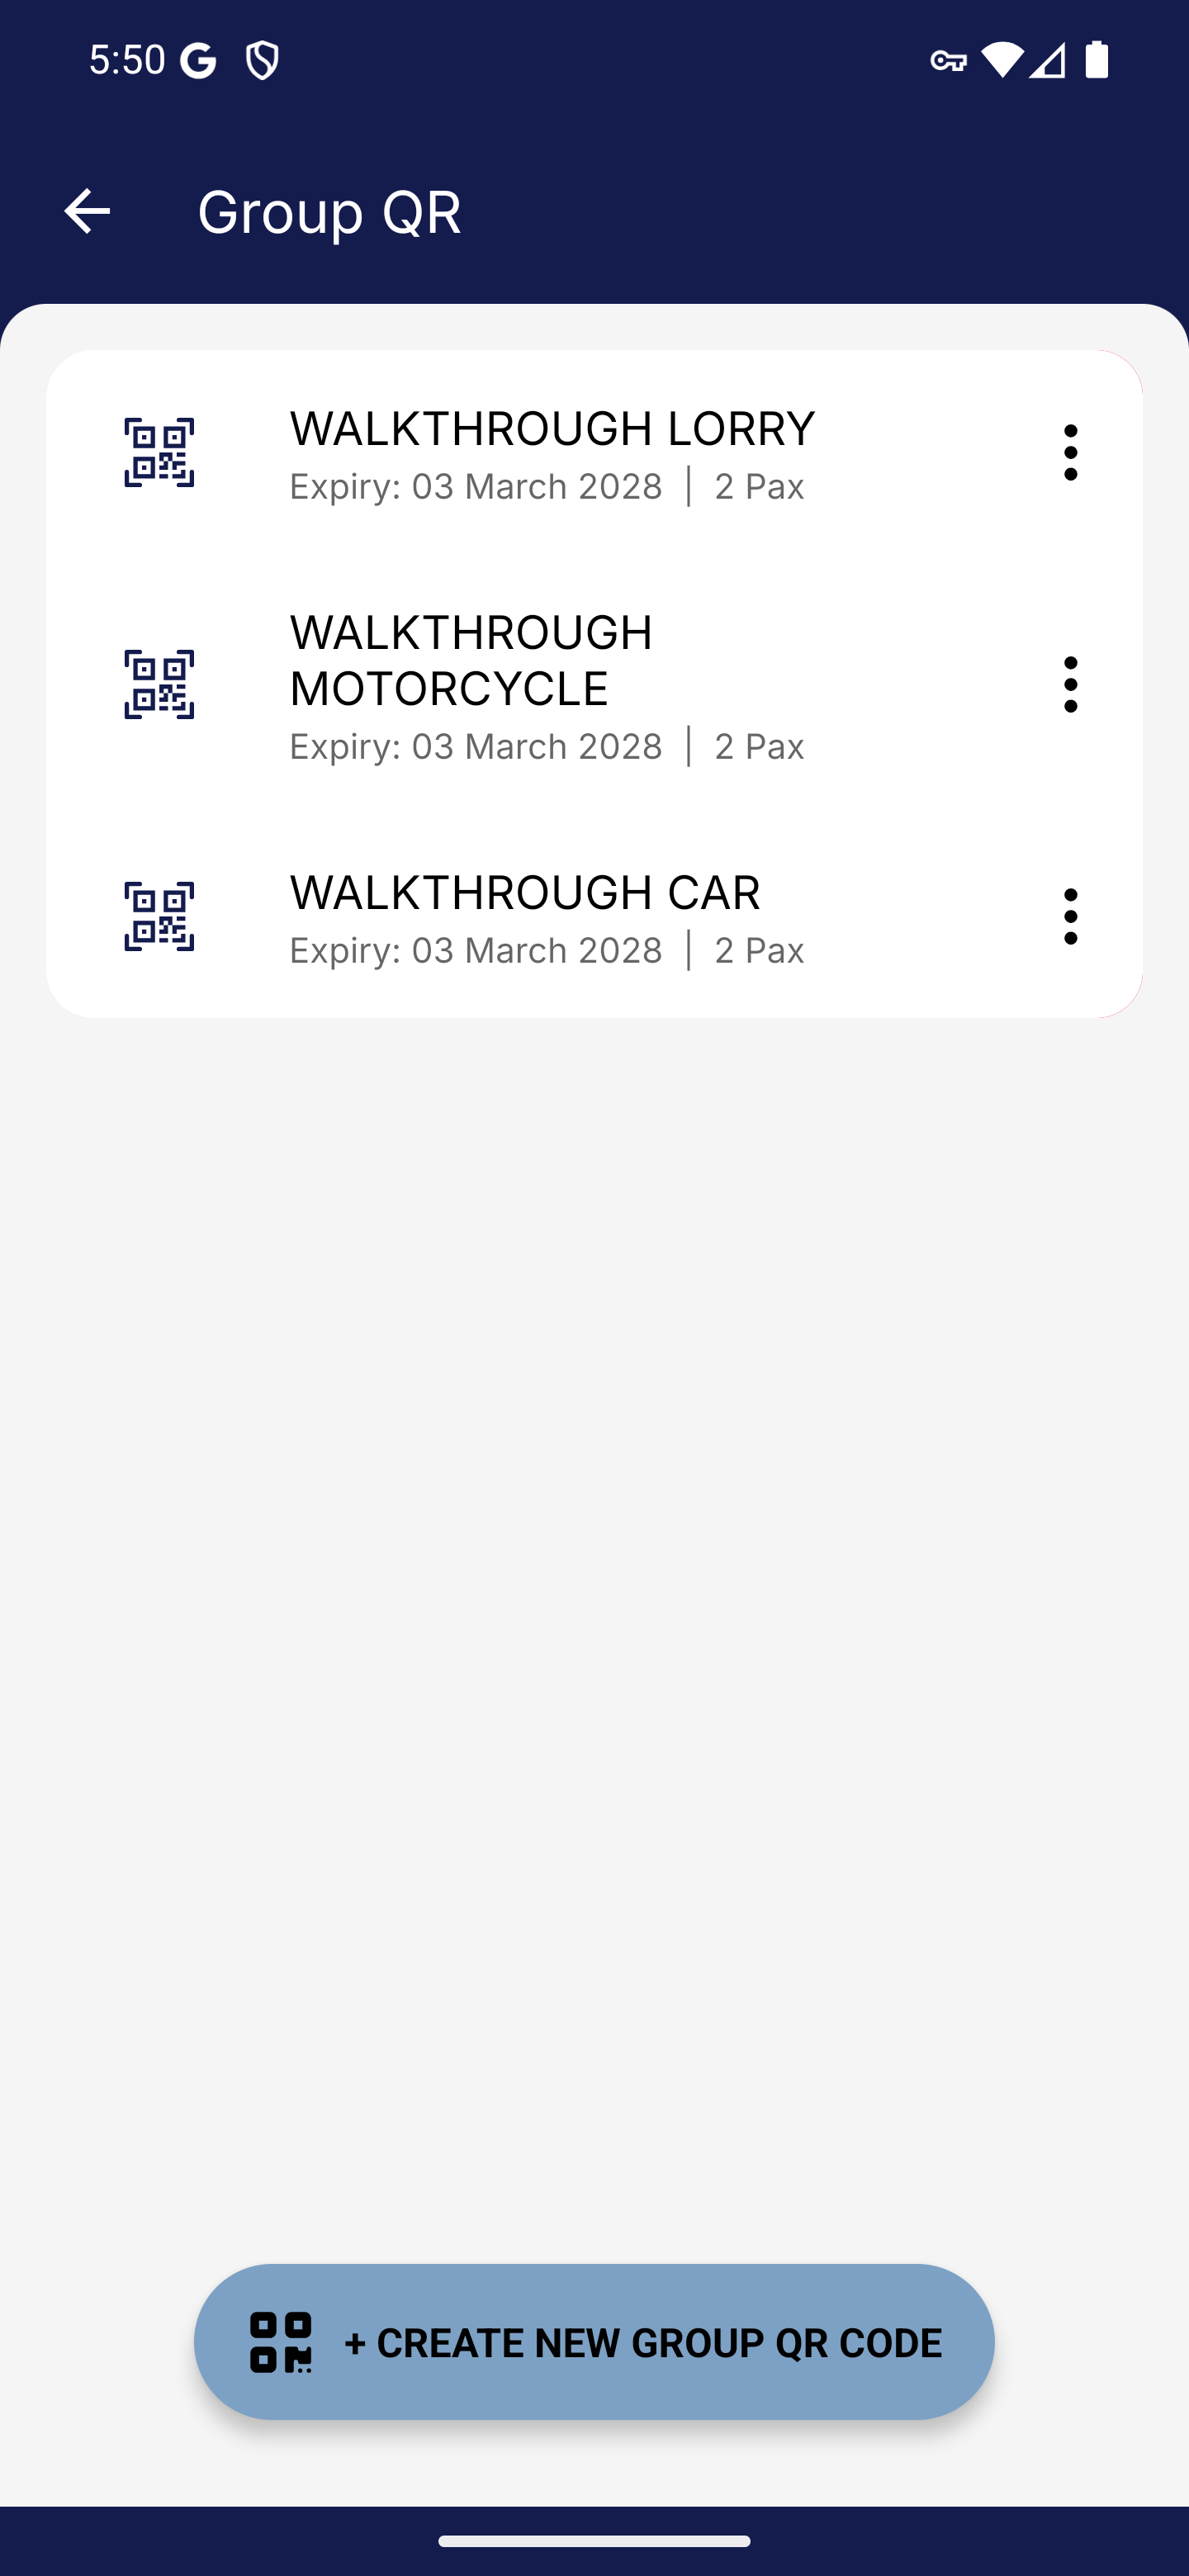 5:50
Group QR
WALKTHROUGH LORRY
Expiry: 03 March 2028 | 2 Pax
WALKTHROUGH
MOTORCYCLE
Expiry: 03 March 2028 | 2 Pax
WALKTHROUGH CAR
Expiry: 03 March 2028 | 2 Pax
+ CREATE NEW GROUP QR CODE